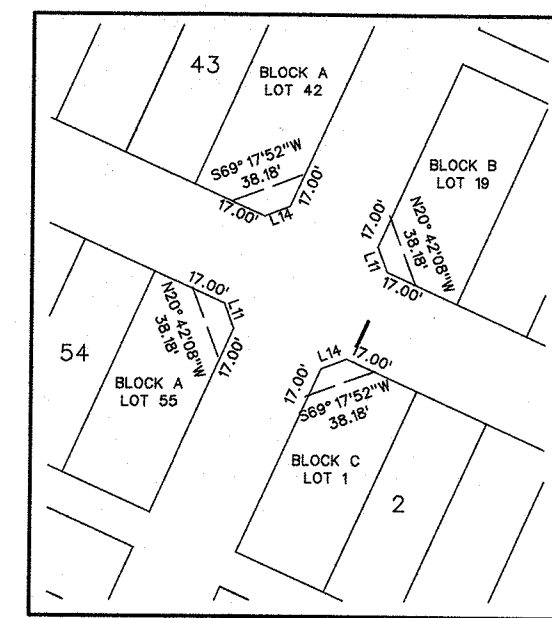 43
BLOCK A
LOT 42
S69° 17'52"W
38.18'
17.00'
L14
17.00'
BLOCK B
LOT 19
17.00'
N20° 42'08"W
38.18'
L11
17.00'
17.00'
L11
N20° 42'08"W
38.18'
17.00'
54
BLOCK A
LOT 55
L14
17.00'
17.00'
S69° 17'52"W
38.18'
BLOCK C
LOT 1
2